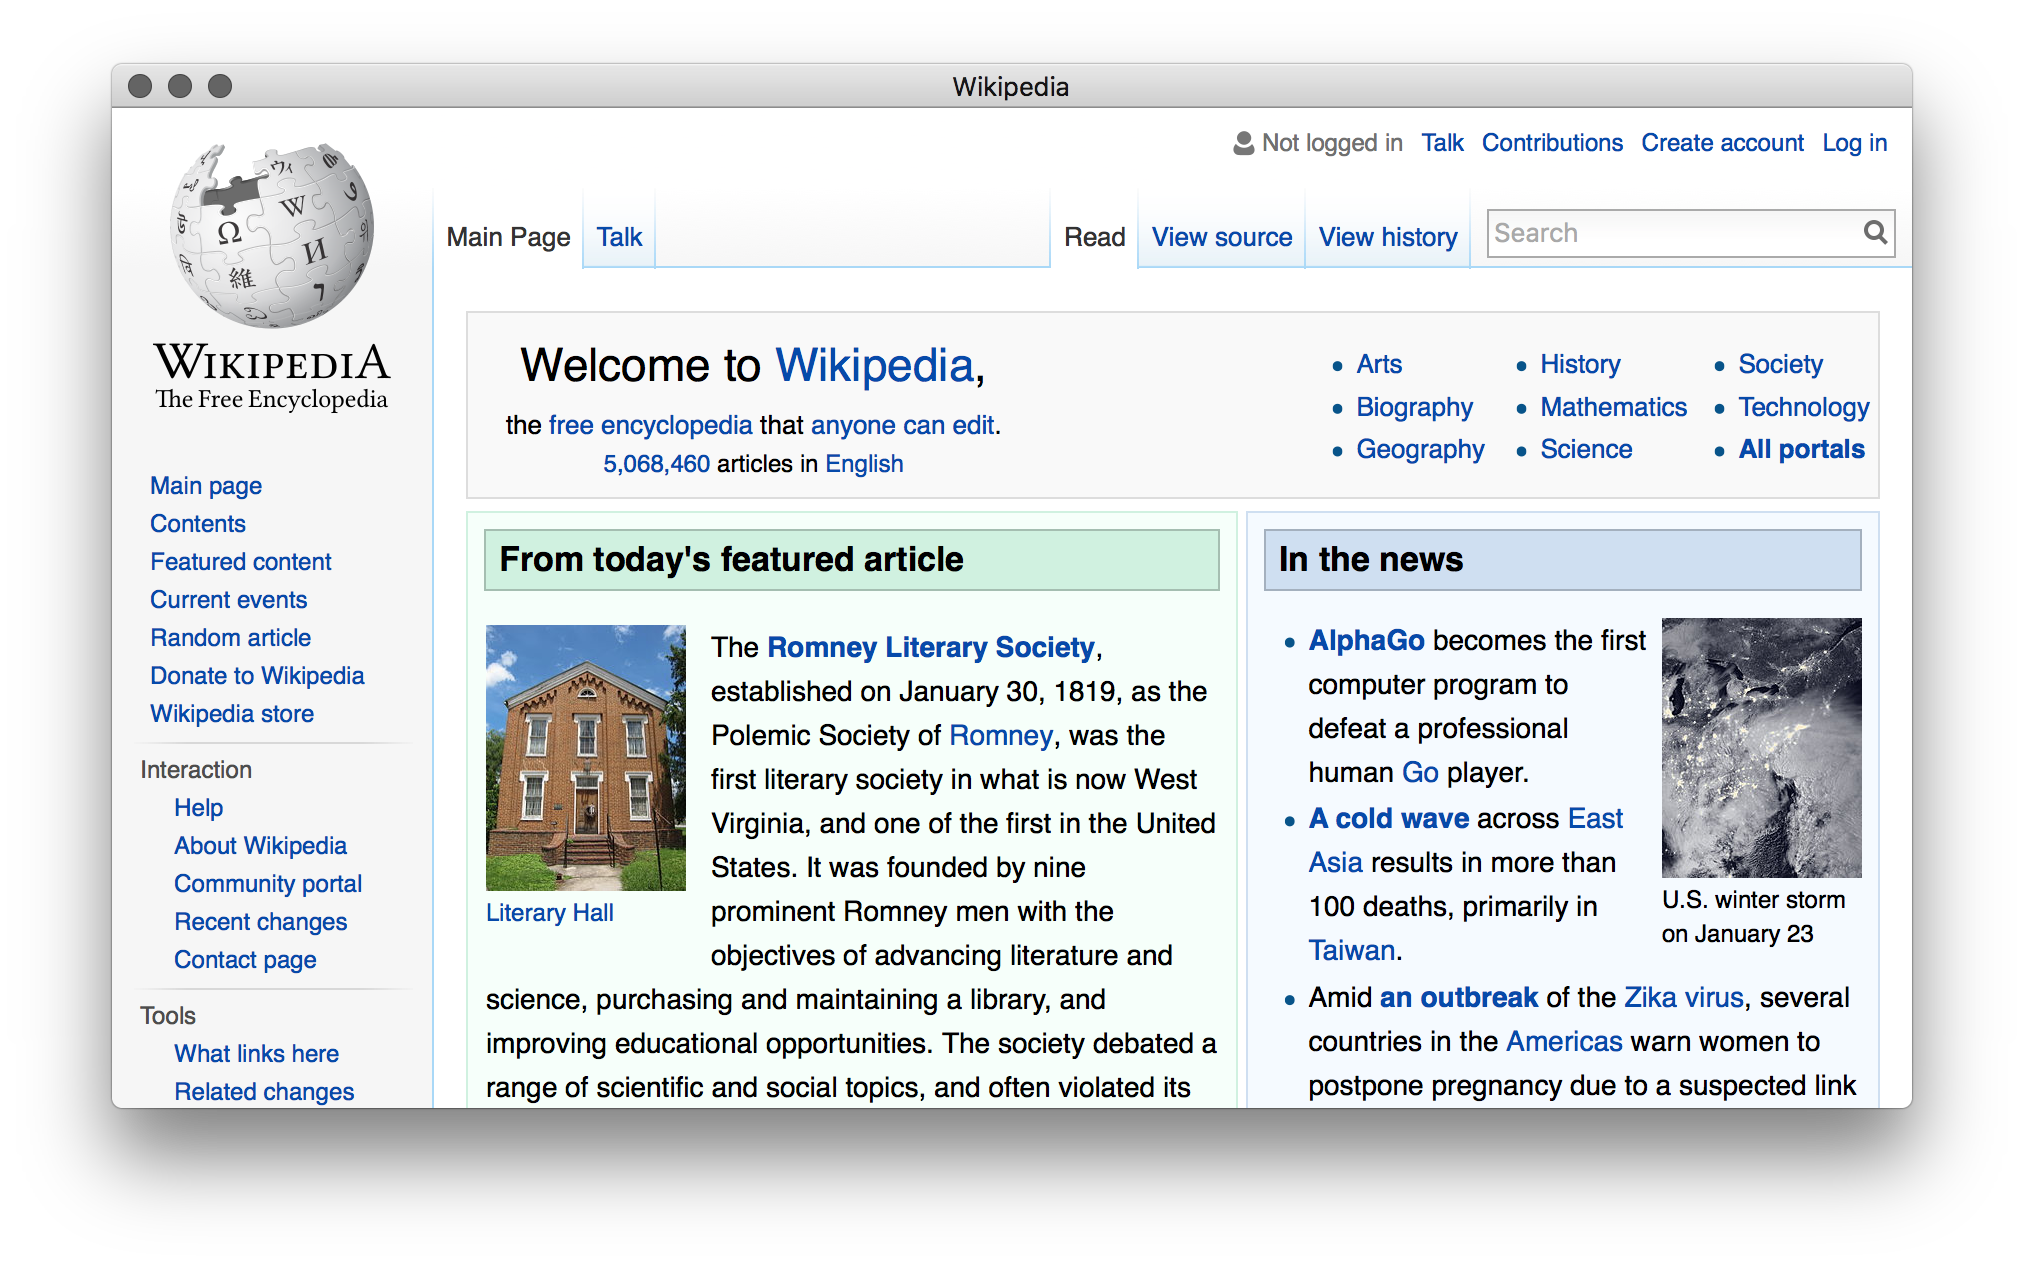 Wikipedia
Not logged in Talk Contributions Create account Log in
Ω
W
И
維
ウィ
WIKIPEDIA
The Free Encyclopedia
Main Page Talk Read View source View history Search
Main page
Contents
Featured content
Current events
Random article
Donate to Wikipedia
Wikipedia store
Interaction
Help
About Wikipedia
Community portal
Recent changes
Contact page
Tools
What links here
Related changes
Welcome to Wikipedia,
the free encyclopedia that anyone can edit.
5,068,460 articles in English
Arts
Biography
Geography
History
Mathematics
Science
Society
Technology
All portals
From today's featured article
Literary Hall
The Romney Literary Society,
established on January 30, 1819, as the
Polemic Society of Romney, was the
first literary society in what is now West
Virginia, and one of the first in the United
States. It was founded by nine
prominent Romney men with the
objectives of advancing literature and
science, purchasing and maintaining a library, and
improving educational opportunities. The society debated a
range of scientific and social topics, and often violated its
In the news
AlphaGo becomes the first
computer program to
defeat a professional
human Go player.
A cold wave across East
Asia results in more than
100 deaths, primarily in
Taiwan.
U.S. winter storm
on January 23
Amid an outbreak of the Zika virus, several
countries in the Americas warn women to
postpone pregnancy due to a suspected link